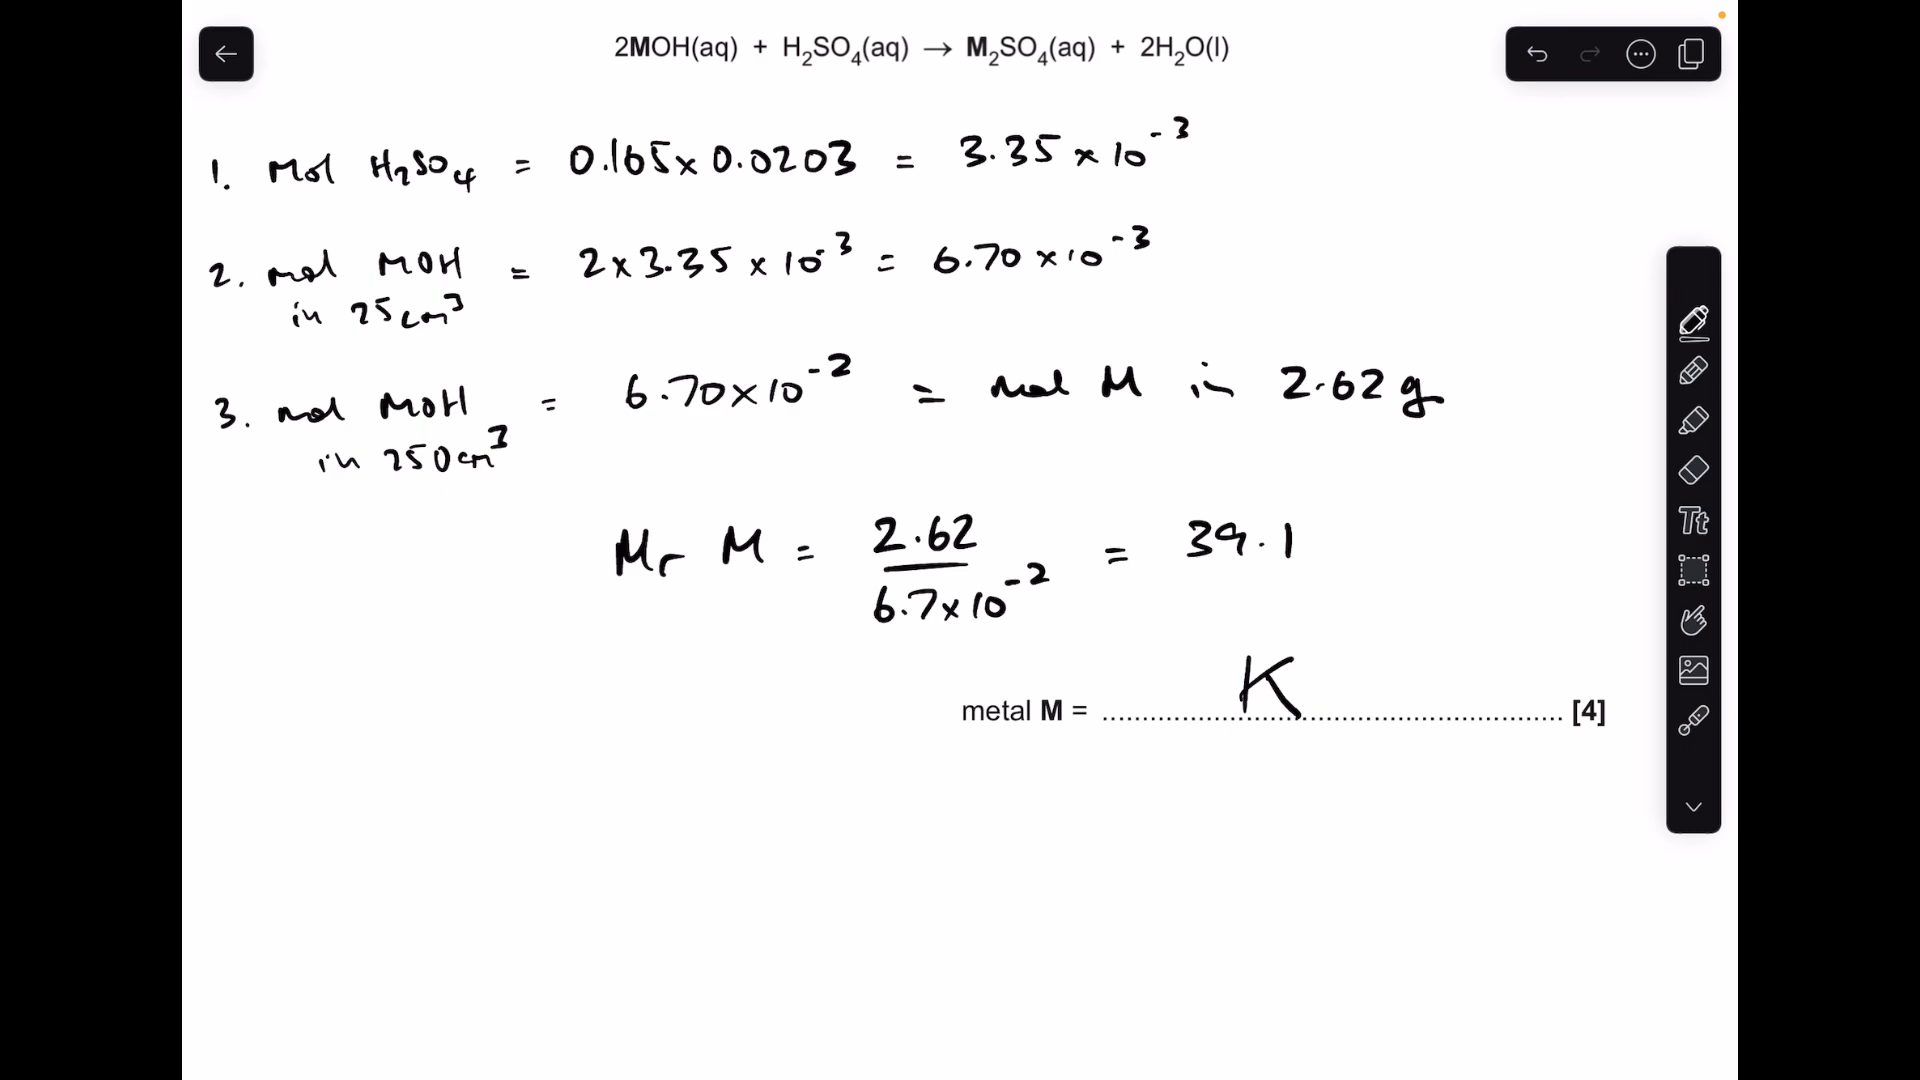 2MOH(aq) + H₂SO₄(aq) → M₂SO₄(aq) + 2H₂O(l)
1. Mol H₂SO₄ = 0.165 x 0.0203 = 3.35 x 10⁻³
2. mol MOH = 2 x 3.35 x 10⁻³ = 6.70 x 10⁻³
in 25cm³
3. mol MOH = 6.70 x 10⁻² = mol M in 2.62 g
in 250cm³
Mr M = 2.62 = 39.1
6.7 x 10⁻²
K
metal M = .......................................................... [4]
Tt